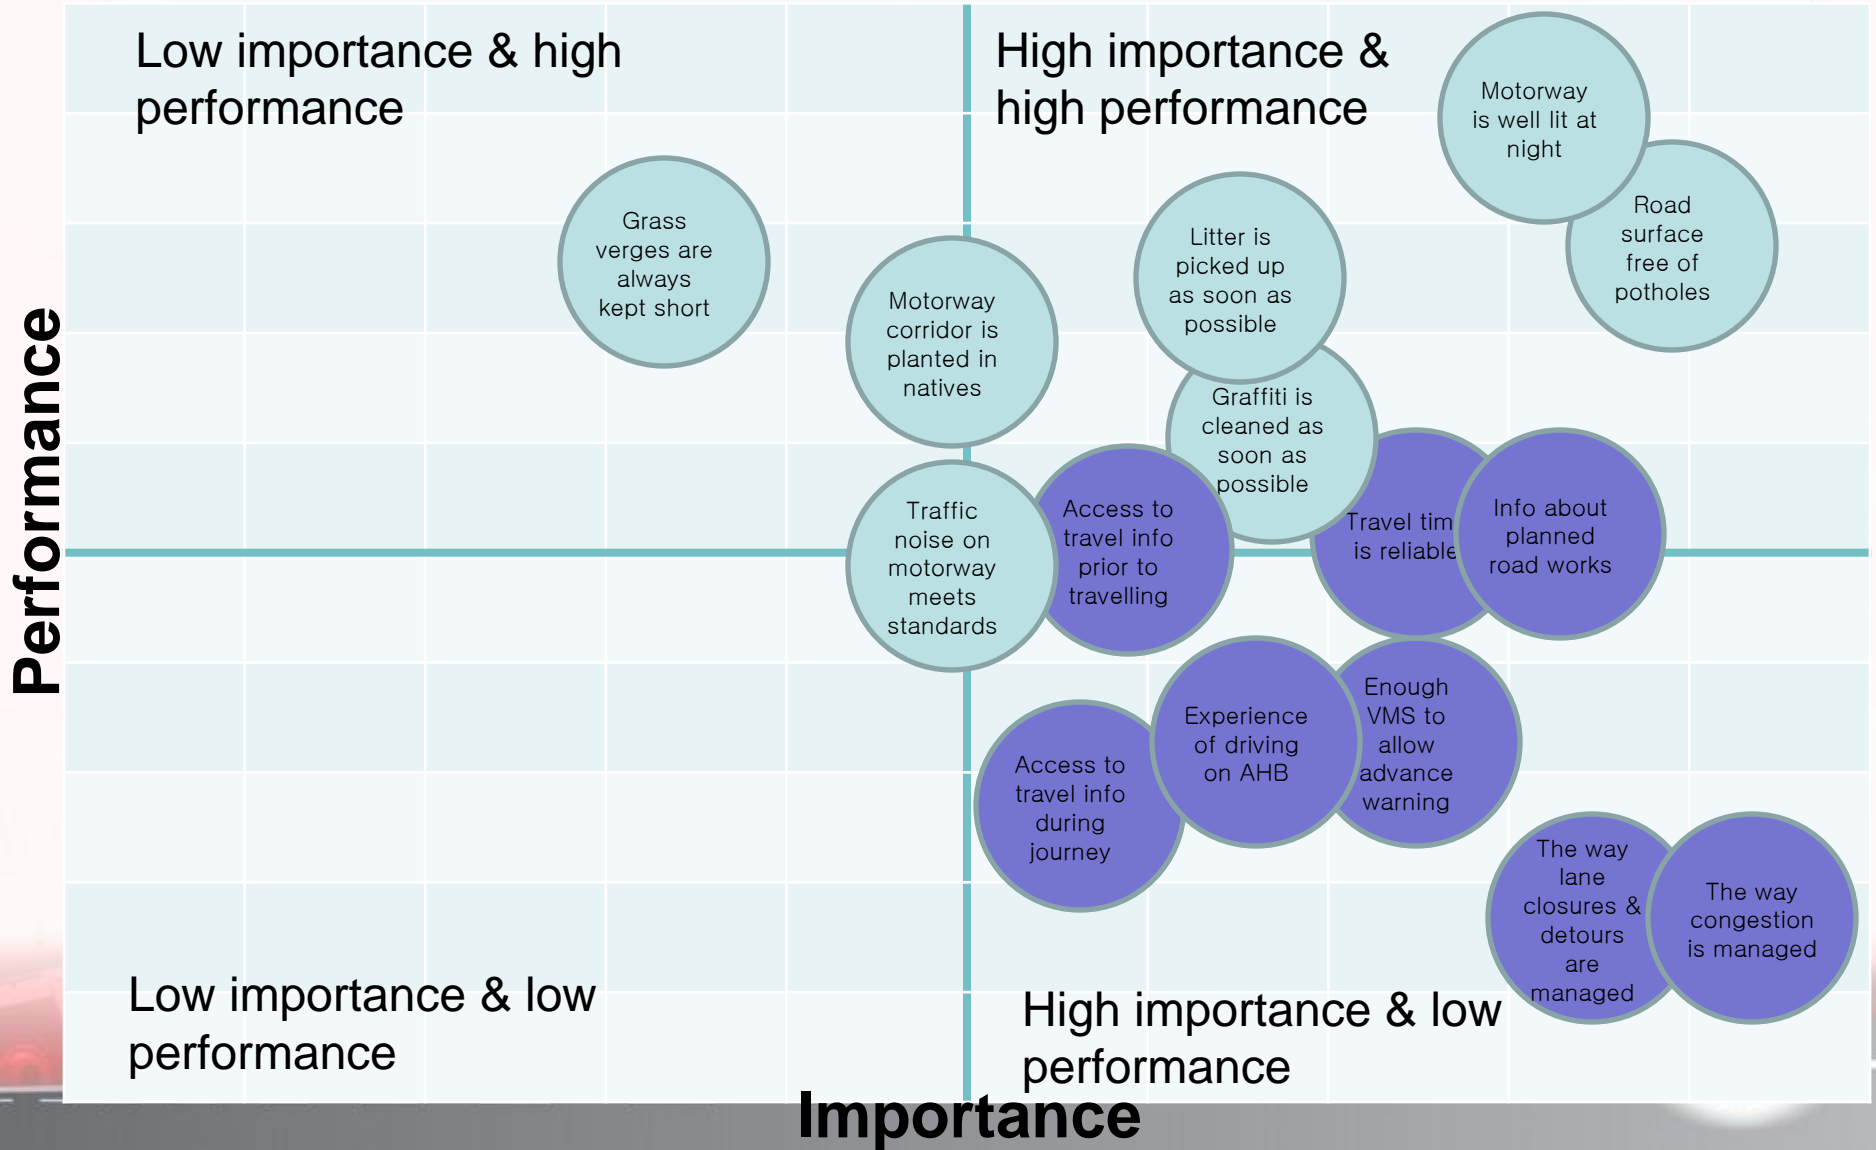 Low importance & high
performance
High importance &
high performance
Motorway
is well lit at
night
Road
surface
free of
potholes
Grass
verges are
always
kept short
Litter is
picked up
as soon as
possible
Motorway
corridor is
planted in
natives
Graffiti is
cleaned as
soon as
possible
Performance
Traffic
noise on
motorway
meets
standards
Access to
travel info
prior to
travelling
Travel tim
is reliable
Info about
planned
road works
Access to
travel info
during
journey
Experience
of driving
on AHB
Enough
VMS to
allow
advance
warning
The way
lane
closures &
detours
are
managed
The way
congestion
is managed
Low importance & low
performance
High importance & low
performance
Importance